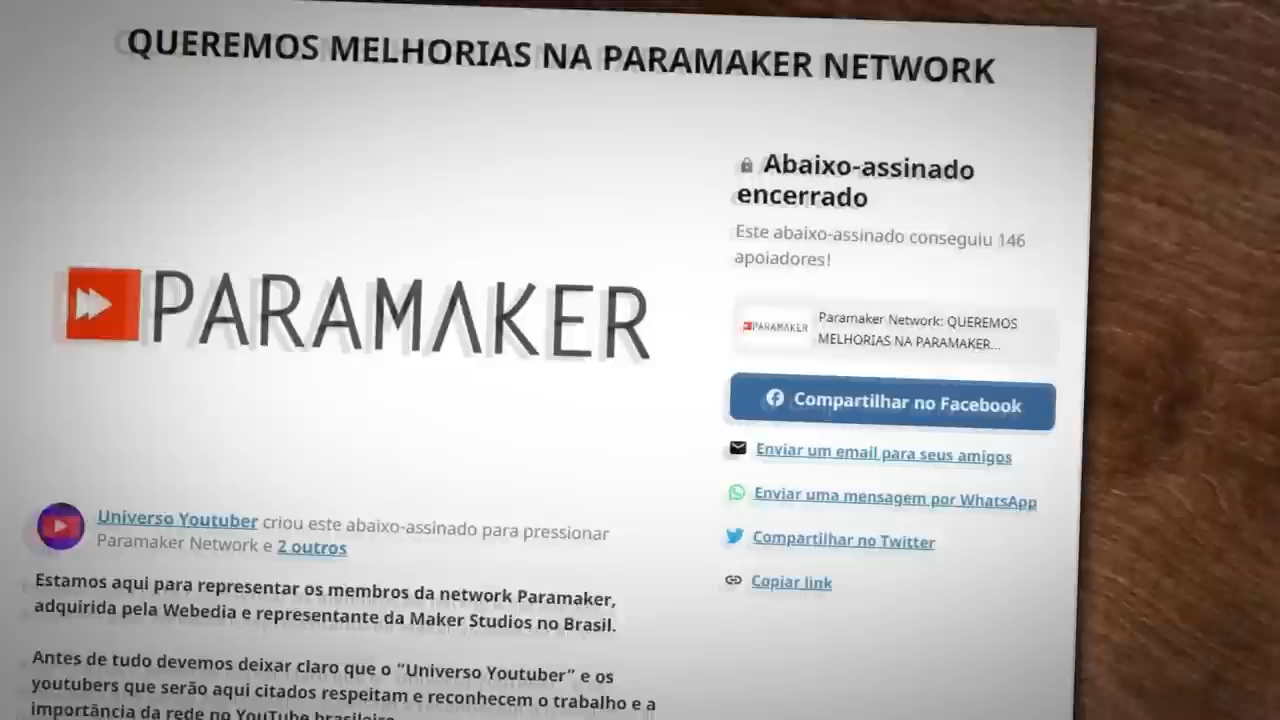 QUEREMOS MELHORIAS NA PARAMAKER NETWORK
PARAMAKER
Universo Youtuber criou este abaixo-assinado para pressionar
Paramaker Network e 2 outros
Estamos aqui para representar os membros da network Paramaker,
adquirida pela Webedia e representante da Maker Studios no Brasil.
Antes de tudo devemos deixar claro que o “Universo Youtuber” e os
youtubers que serão aqui citados respeitam e reconhecem o trabalho e a
importância da rede no YouTube brasileiro
Abaixo-assinado
encerrado
Este abaixo-assinado conseguiu 146
apoiadores!
PARAMAKER
Paramaker Network: QUEREMOS
MELHORIAS NA PARAMAKER...
Compartilhar no Facebook
Enviar um email para seus amigos
Enviar uma mensagem por WhatsApp
Compartilhar no Twitter
Copiar link